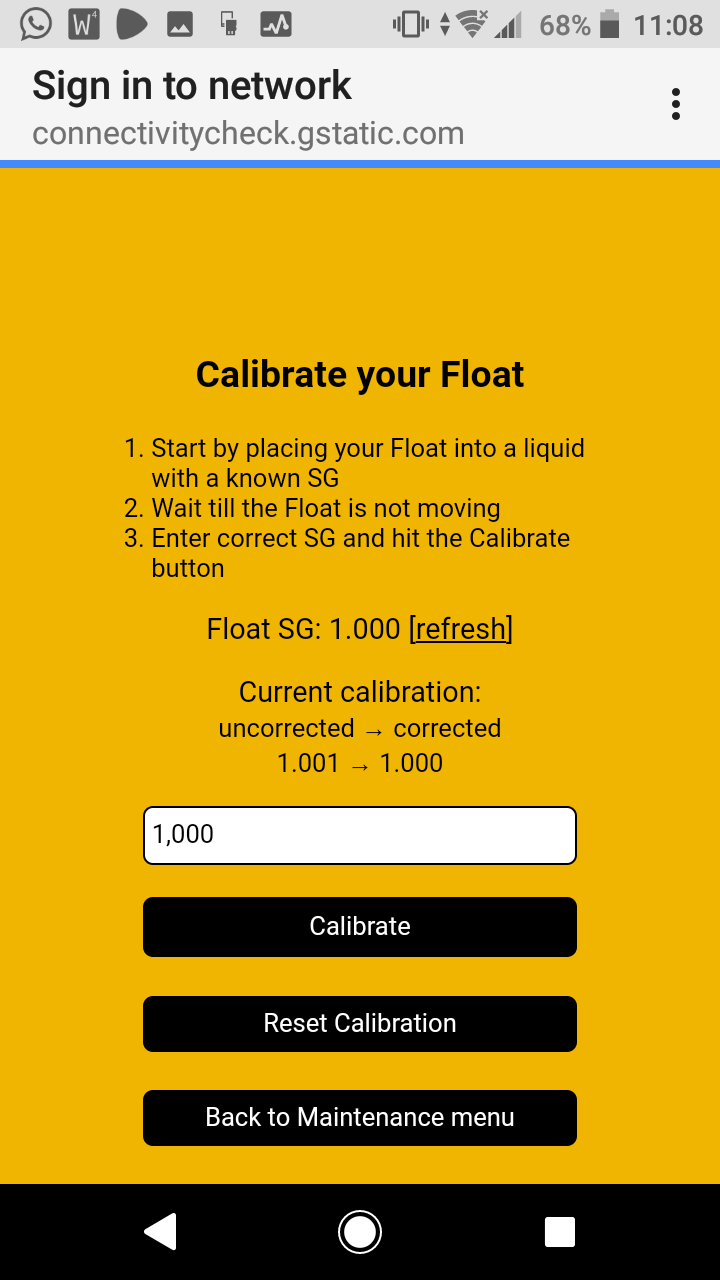 68% 11:08
Sign in to network
connectivitycheck.gstatic.com
Calibrate your Float
1. Start by placing your Float into a liquid
with a known SG
2. Wait till the Float is not moving
3. Enter correct SG and hit the Calibrate
button
Float SG: 1.000 [refresh]
Current calibration:
uncorrected → corrected
1.001 → 1.000
1,000
Calibrate
Reset Calibration
Back to Maintenance menu